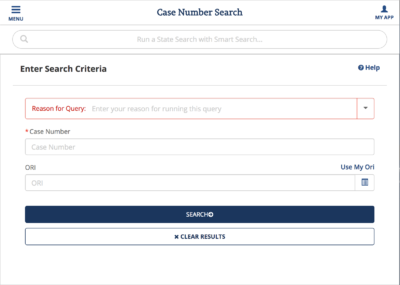 Case Number Search
MENU
MY APP
Run a State Search with Smart Search...
Enter Search Criteria
Help
Reason for Query: Enter your reason for running this query
* Case Number
Case Number
ORI
Use My Ori
ORI
SEARCH
CLEAR RESULTS